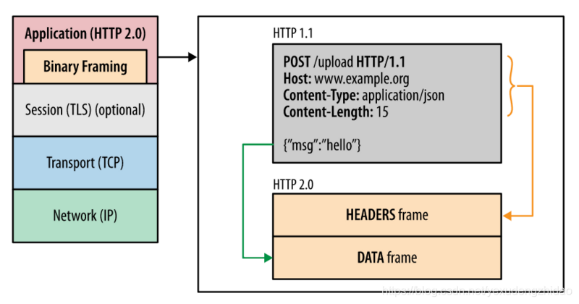 Application (HTTP 2.0)
Binary Framing
Session (TLS) (optional)
Transport (TCP)
Network (IP)
HTTP 1.1
POST /upload HTTP/1.1
Host: www.example.org
Content-Type: application/json
Content-Length: 15
{"msg":"hello"}
HTTP 2.0
HEADERS frame
DATA frame